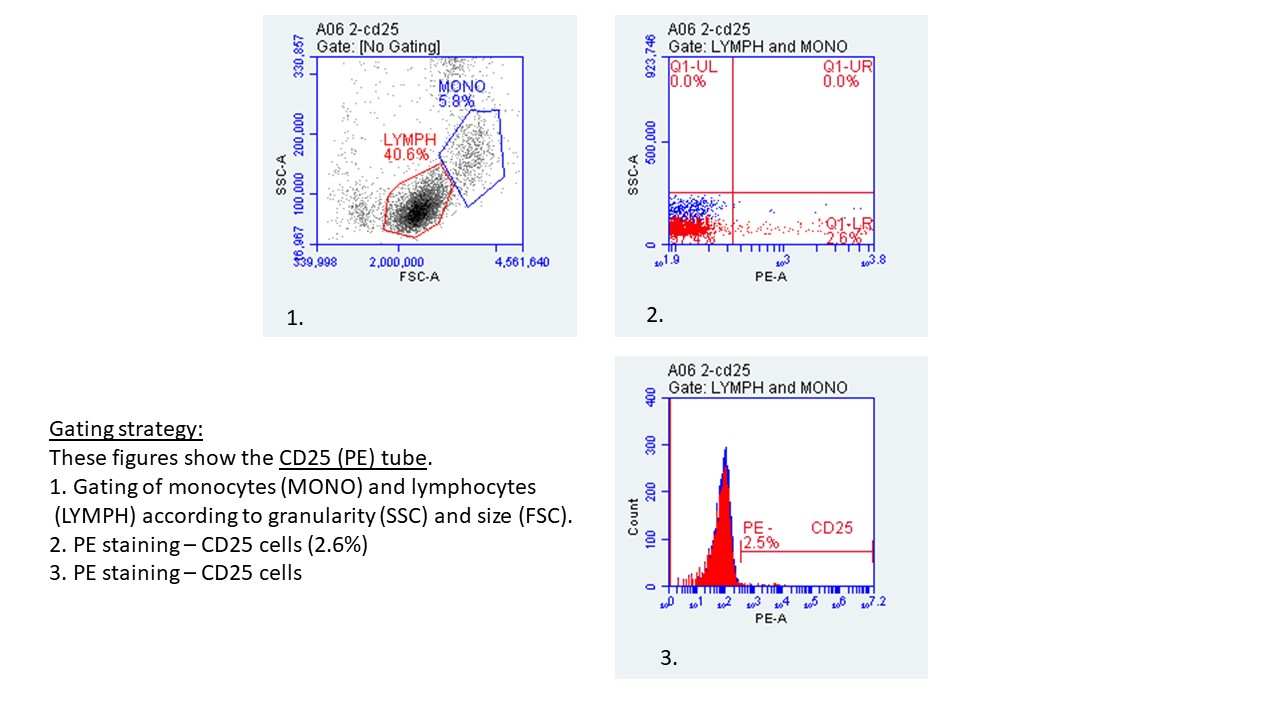 A06 2-cd25
Gate: [No Gating]
MONO
5.8%
LYMPH
40.6%
SSC-A
330,857
200,000
100,000
339,998
2,000,000
4,561,640
FSC-A
1.
A06 2-cd25
Gate: LYMPH and MONO
Q1-UL
0.0%
Q1-UR
0.0%
Q1-LR
2.6%
SSC-A
923,746
500,000
0
10 1.9
10 3
10 3.8
PE-A
2.
A06 2-cd25
Gate: LYMPH and MONO
PE - CD25
2.5%
Count
400
300
200
100
0
10 0
10 1
10 2
10 3
10 4
10 5
10 6
10 7.2
PE-A
3.
Gating strategy:
These figures show the CD25 (PE) tube.
1. Gating of monocytes (MONO) and lymphocytes
(LYMPH) according to granularity (SSC) and size (FSC).
2. PE staining – CD25 cells (2.6%)
3. PE staining – CD25 cells